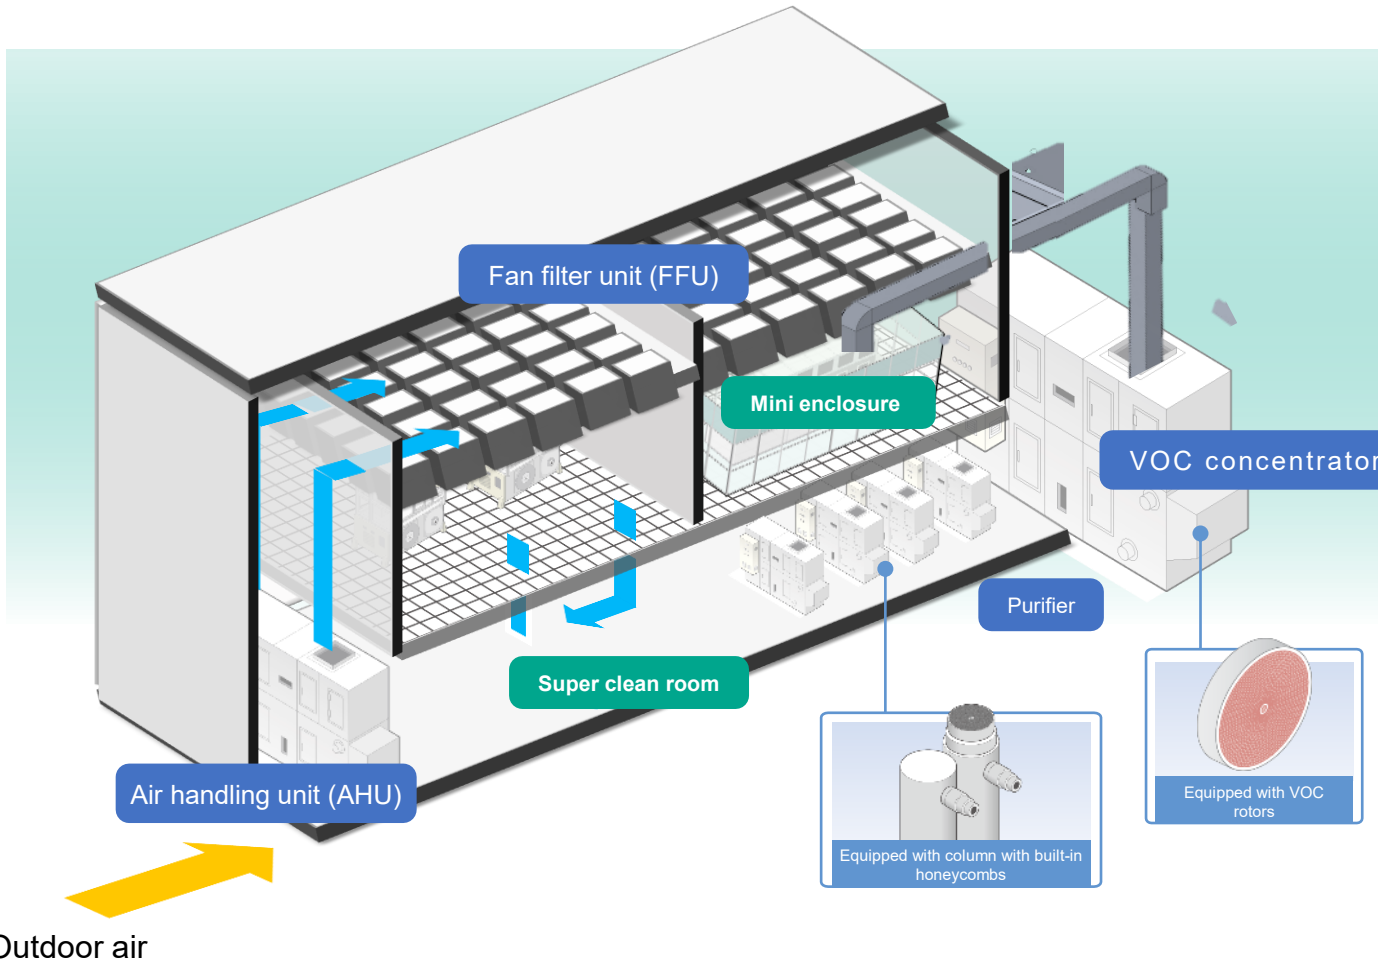 Fan filter unit (FFU)
Mini enclosure
VOC concentrator
Purifier
Super clean room
Air handling unit (AHU)
Equipped with VOC
rotors
Equipped with column with built-in
honeycombs
Outdoor air